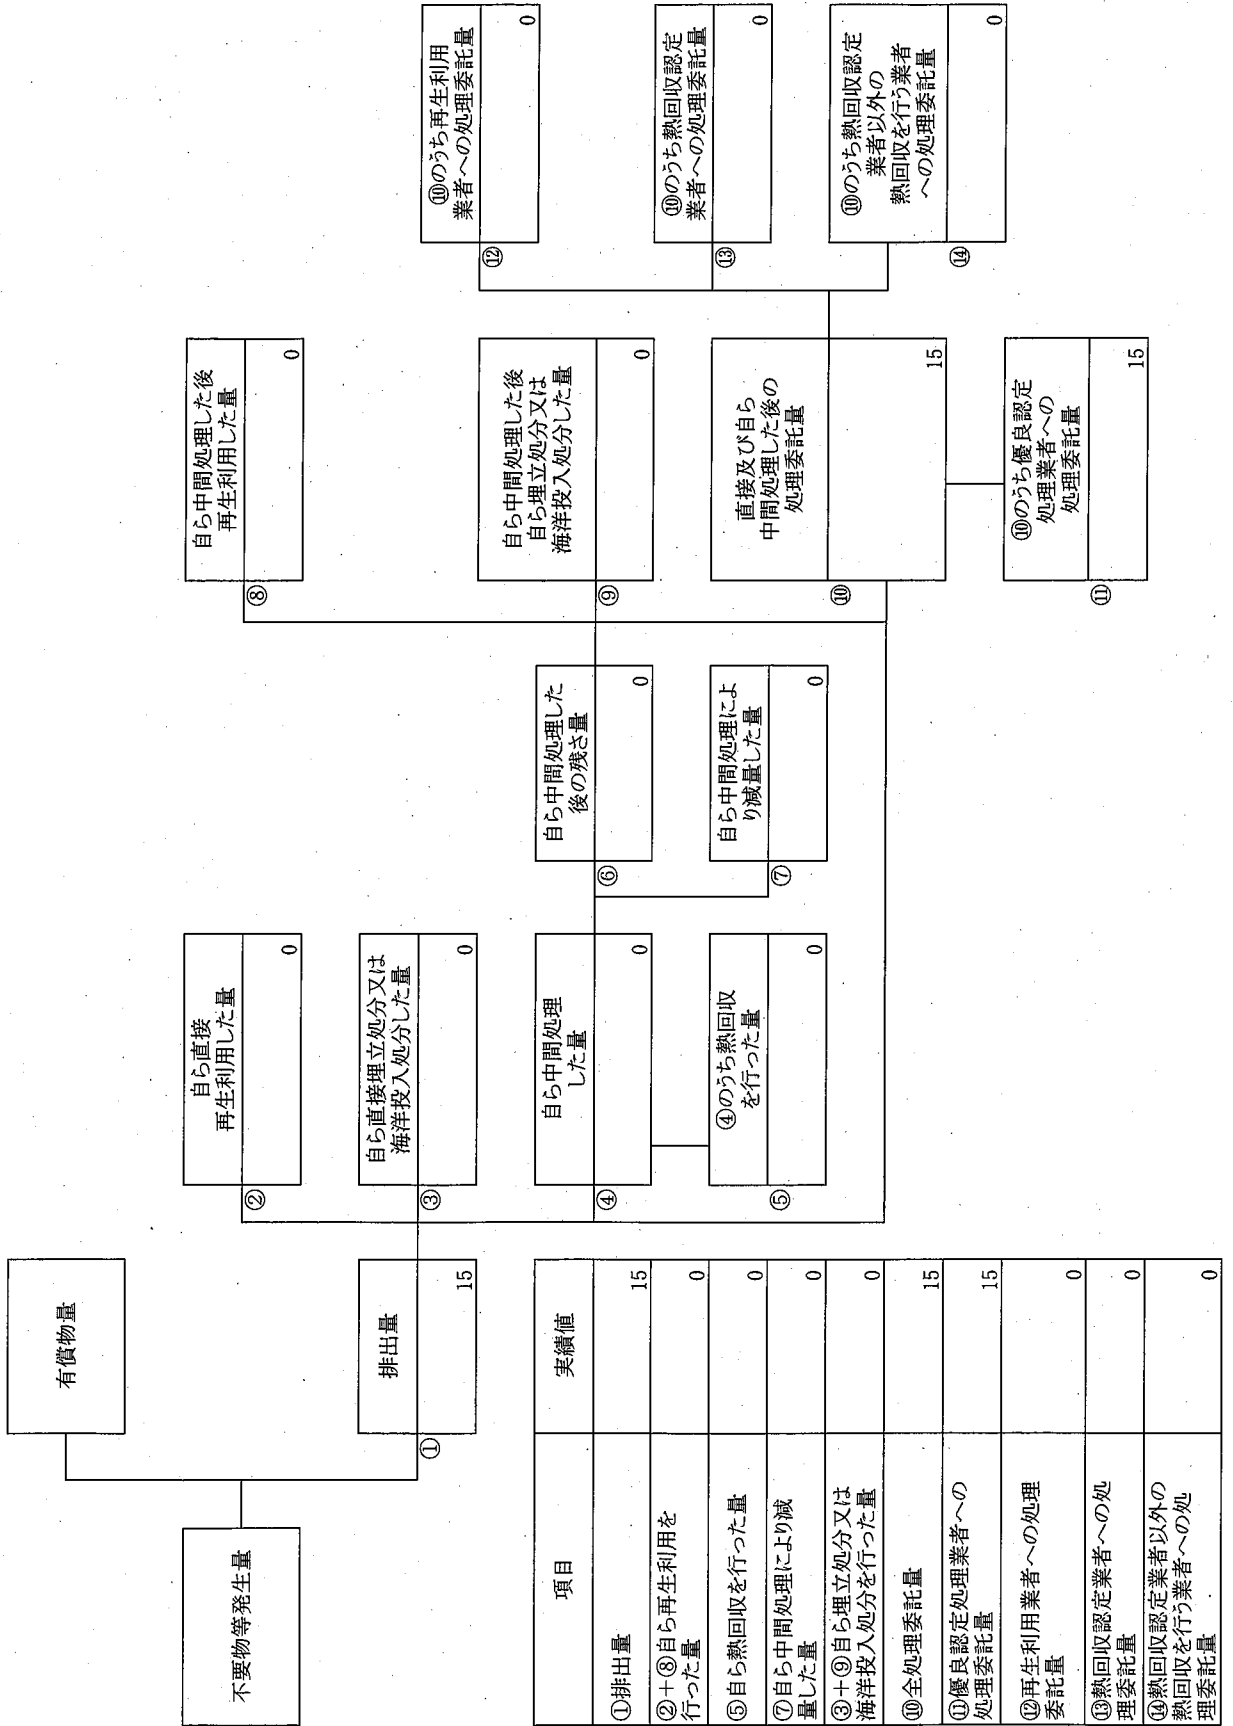 不要物等発生量
有償物量
排出量
①
15
自ら直接
再生利用した量
②
0
自ら直接埋立処分又は
海洋投入処分した量
③
0
自ら中間処理
した量
④
0
④のうち熱回収
を行った量
⑤
0
自ら中間処理した
後の残さ量
⑥
0
自ら中間処理によ
り減量した量
⑦
0
自ら中間処理した後
再生利用した量
⑧
0
自ら中間処理した後
自ら埋立処分又は
海洋投入処分した量
⑨
0
直接及び自ら
中間処理した後の
処理委託量
⑩
15
⑩のうち優良認定
処理業者への
処理委託量
⑪
15
⑩のうち再生利用
業者への処理委託量
⑫
0
⑩のうち熱回収認定
業者への処理委託量
⑬
0
⑩のうち熱回収認定
業者以外の
熱回収を行う業者
への処理委託量
⑭
0
項目 実績値
①排出量 15
②+⑧自ら再生利用を
行った量 0
⑤自ら熱回収を行った量 0
⑦自ら中間処理により減
量した量 0
③+⑨自ら埋立処分又は
海洋投入処分を行った量 0
⑩全処理委託量 15
⑪優良認定処理業者への
処理委託量 15
⑫再生利用業者への処理
委託量 0
⑬熱回収認定業者への処
理委託量 0
⑭熱回収認定業者以外の
熱回収を行う業者への処
理委託量 0